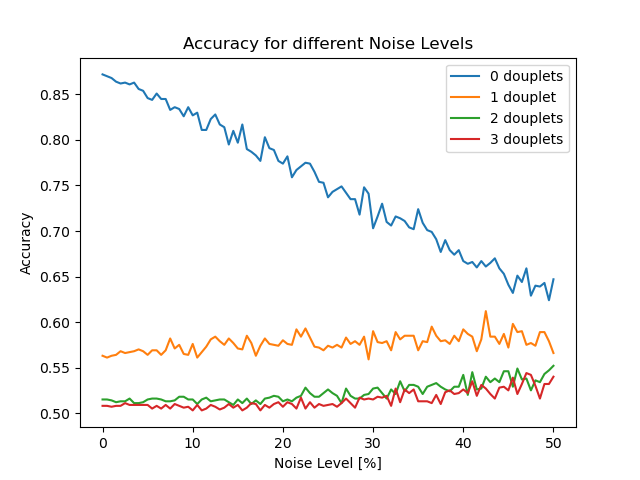 Accuracy for different Noise Levels
0 douplets
1 douplet
2 douplets
3 douplets
Accuracy
0.85
0.80
0.75
0.70
0.65
0.60
0.55
0.50
0 10 20 30 40 50
Noise Level [%]